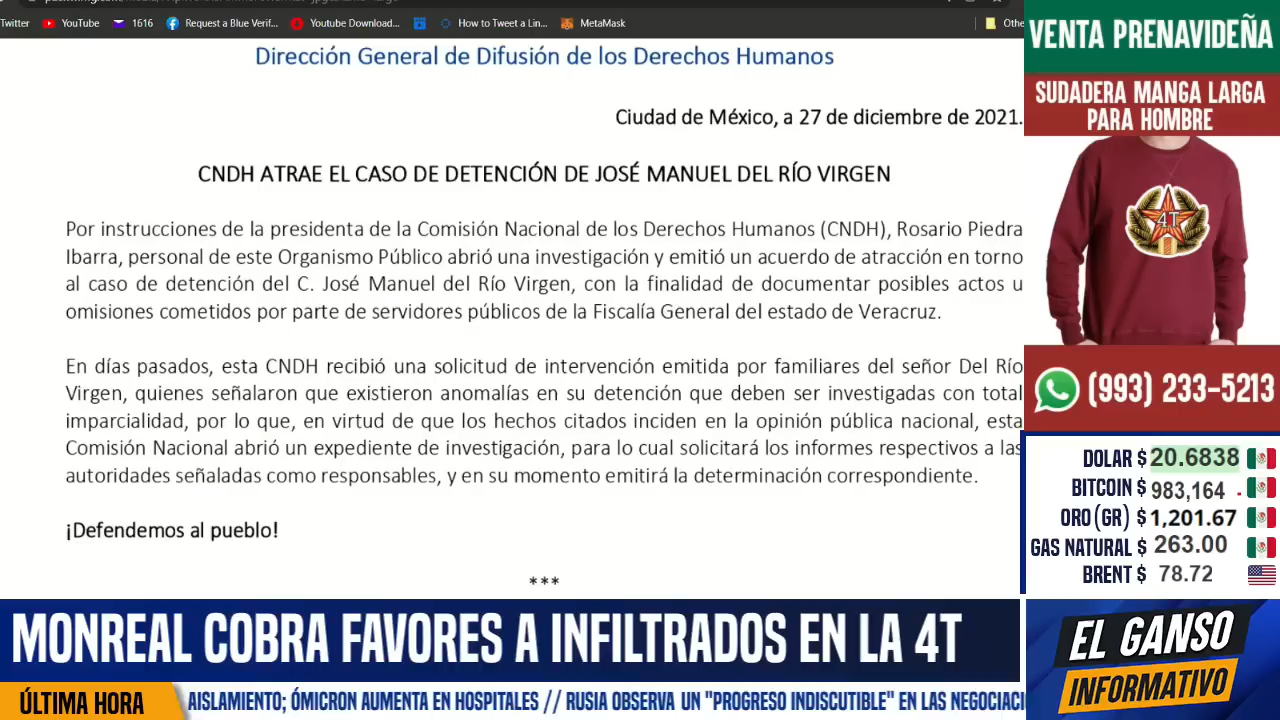 Twitter
YouTube
1616
Request a Blue Verif...
Youtube Download...
How to Tweet a Lin...
MetaMask
Dirección General de Difusión de los Derechos Humanos
Ciudad de México, a 27 de diciembre de 2021.
CNDH ATRAE EL CASO DE DETENCIÓN DE JOSÉ MANUEL DEL RÍO VIRGEN
Por instrucciones de la presidenta de la Comisión Nacional de los Derechos Humanos (CNDH), Rosario Piedra
Ibarra, personal de este Organismo Público abrió una investigación y emitió un acuerdo de atracción en torno
al caso de detención del C. José Manuel del Río Virgen, con la finalidad de documentar posibles actos u
omisiones cometidos por parte de servidores públicos de la Fiscalía General del estado de Veracruz.
En días pasados, esta CNDH recibió una solicitud de intervención emitida por familiares del señor Del Río
Virgen, quienes señalaron que existieron anomalías en su detención que deben ser investigadas con total
imparcialidad, por lo que, en virtud de que los hechos citados inciden en la opinión pública nacional, esta
Comisión Nacional abrió un expediente de investigación, para lo cual solicitará los informes respectivos a las
autoridades señaladas como responsables, y en su momento emitirá la determinación correspondiente.
¡Defendemos al pueblo!
***
VENTA PRENAVIDEÑA
SUDADERA MANGA LARGA
PARA HOMBRE
4T
(993) 233-5213
DOLAR $ 20.6838
BITCOIN $ 983,164
ORO(GR) $ 1,201.67
GAS NATURAL $ 263.00
BRENT $ 78.72
MONREAL COBRA FAVORES A INFILTRADOS EN LA 4T
EL GANSO
INFORMATIVO
ÚLTIMA HORA
AISLAMIENTO; ÓMICRON AUMENTA EN HOSPITALES // RUSIA OBSERVA UN "PROGRESO INDISCUTIBLE" EN LAS NEGOCIACI